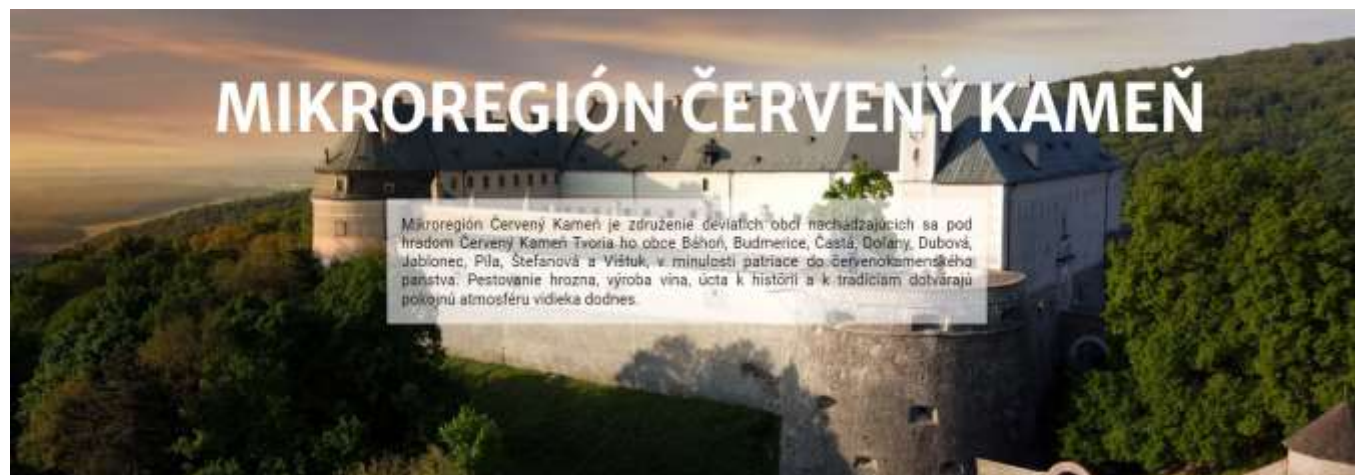 MIKROREGIÓN ČERVENÝ KAMEŇ
Mikroregión Červený Kameň je združenie deviatich obcí nachádzajúcich sa pod
hradom Červený Kameň Tvoria ho obce Báhoň, Budmerice, Častá, Doľany, Dubová,
Jablonec, Píla, Štefanová a Vištuk, v minulosti patriace do červenokamenského
panstva. Pestovanie hrozna, výroba vína, úcta k histórii a k tradíciam dotvárajú
pokojnú atmosféru vidieka dodnes.